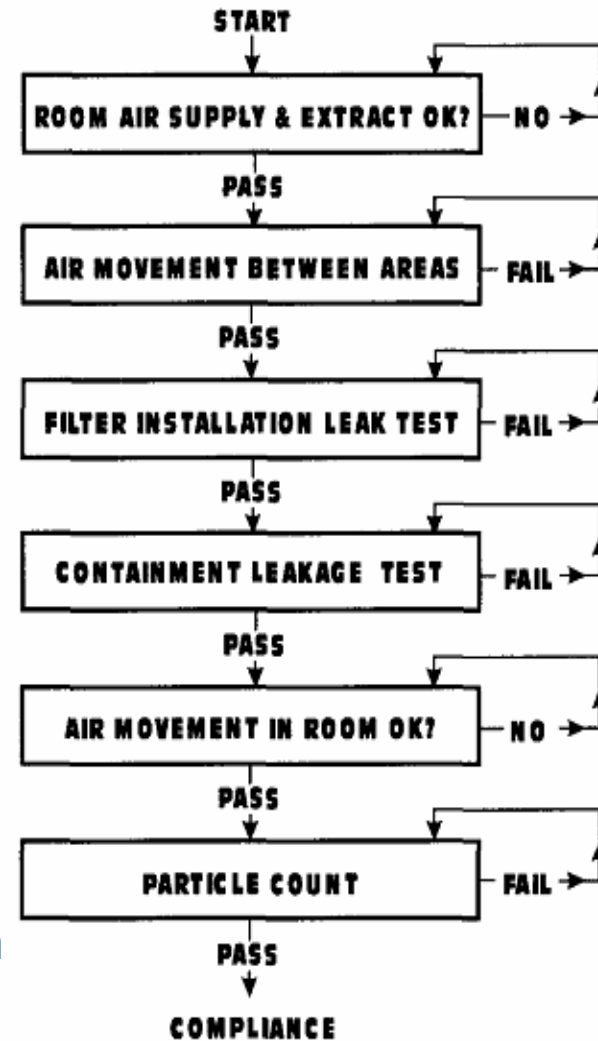 START
ROOM AIR SUPPLY & EXTRACT OK?
NO
PASS
AIR MOVEMENT BETWEEN AREAS
FAIL
PASS
FILTER INSTALLATION LEAK TEST
FAIL
PASS
CONTAINMENT LEAKAGE TEST
FAIL
PASS
AIR MOVEMENT IN ROOM OK?
NO
PASS
PARTICLE COUNT
FAIL
PASS
COMPLIANCE